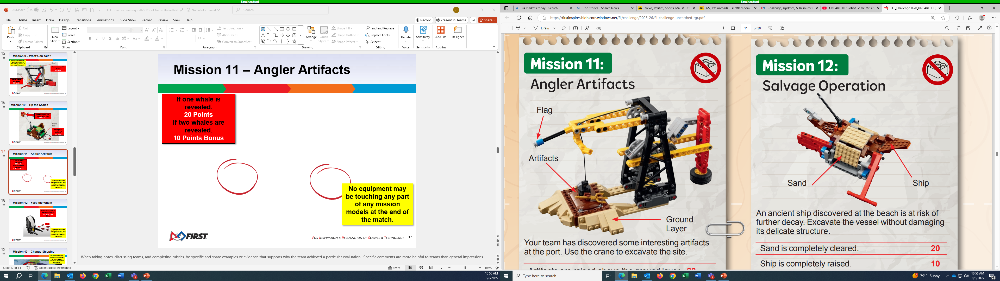 Unclassified
AutoSave On
FLL Coaches Training - 2025 Robot Game Unearthed
No Label • Saved
Search
CJ
File Home Insert Draw Design Transitions Animations Slide Show Record Review View Help
Record Present in Teams Share
Paste
Cut
Copy
Format Painter
Clipboard
New Slide
Layout
Reset
Section
Slides
18
Font
Text Direction
Align Text
Convert to SmartArt
Paragraph
Arrange
Quick Styles
Shape Fill
Shape Outline
Shape Effects
Drawing
Find and Replace
Replace Fonts
Select
Editing
Dictate
Voice
Sensitivity
Sensitivity
Add-ins
Add-ins
Designer
15
Mission 9 – What's on sale?
16
Mission 10 – Tip the Scales
17
Mission 11 – Angler Artifacts
18
Mission 12 – Feed the Whale
19
Mission 13 – Change Shipping
Mission 11 – Angler Artifacts
If one whale is
revealed.
20 Points
If two whales are
revealed.
10 Points Bonus
No equipment may
be touching any part
of any mission
models at the end of
the match.
FIRST
FOR INSPIRATION & RECOGNITION OF SCIENCE & TECHNOLOGY 17
When taking notes, discussing teams, and completing rubrics, be specific and share examples or evidence that supports why the team achieved a particular evaluation. Specific comments are more helpful to teams than general impressions.
Slide 17 of 31 Accessibility: Investigate
Notes
104%
10:56 AM
8/6/2025
Unclassified
us markets today - Search
Top stories - Search News
News, Politics, Sports, Mail & Lat
(27,195 unread) - is1c@aol.com
Challenge, Updates, & Resources
UNEARTHED Robot Game Missio
FLL_Challenge RGR_UNEARTHED
https://firstinspires.blob.core.windows.net/fll/challenge/2025-26/fll-challenge-unearthed-rgr.pdf
Draw
11 of 20
Mission 11:
Angler Artifacts
Flag
Artifacts
Ground
Layer
Your team has discovered some interesting artifacts
at the port. Use the crane to excavate the site.
Artifacts are raised above the ground layer. 20
Mission 12:
Salvage Operation
Sand
Ship
An ancient ship discovered at the beach is at risk of
further decay. Excavate the vessel without damaging
its delicate structure.
Sand is completely cleared. 20
Ship is completely raised. 10
Type here to search
79°F Sunny
10:56 AM
8/6/2025
21